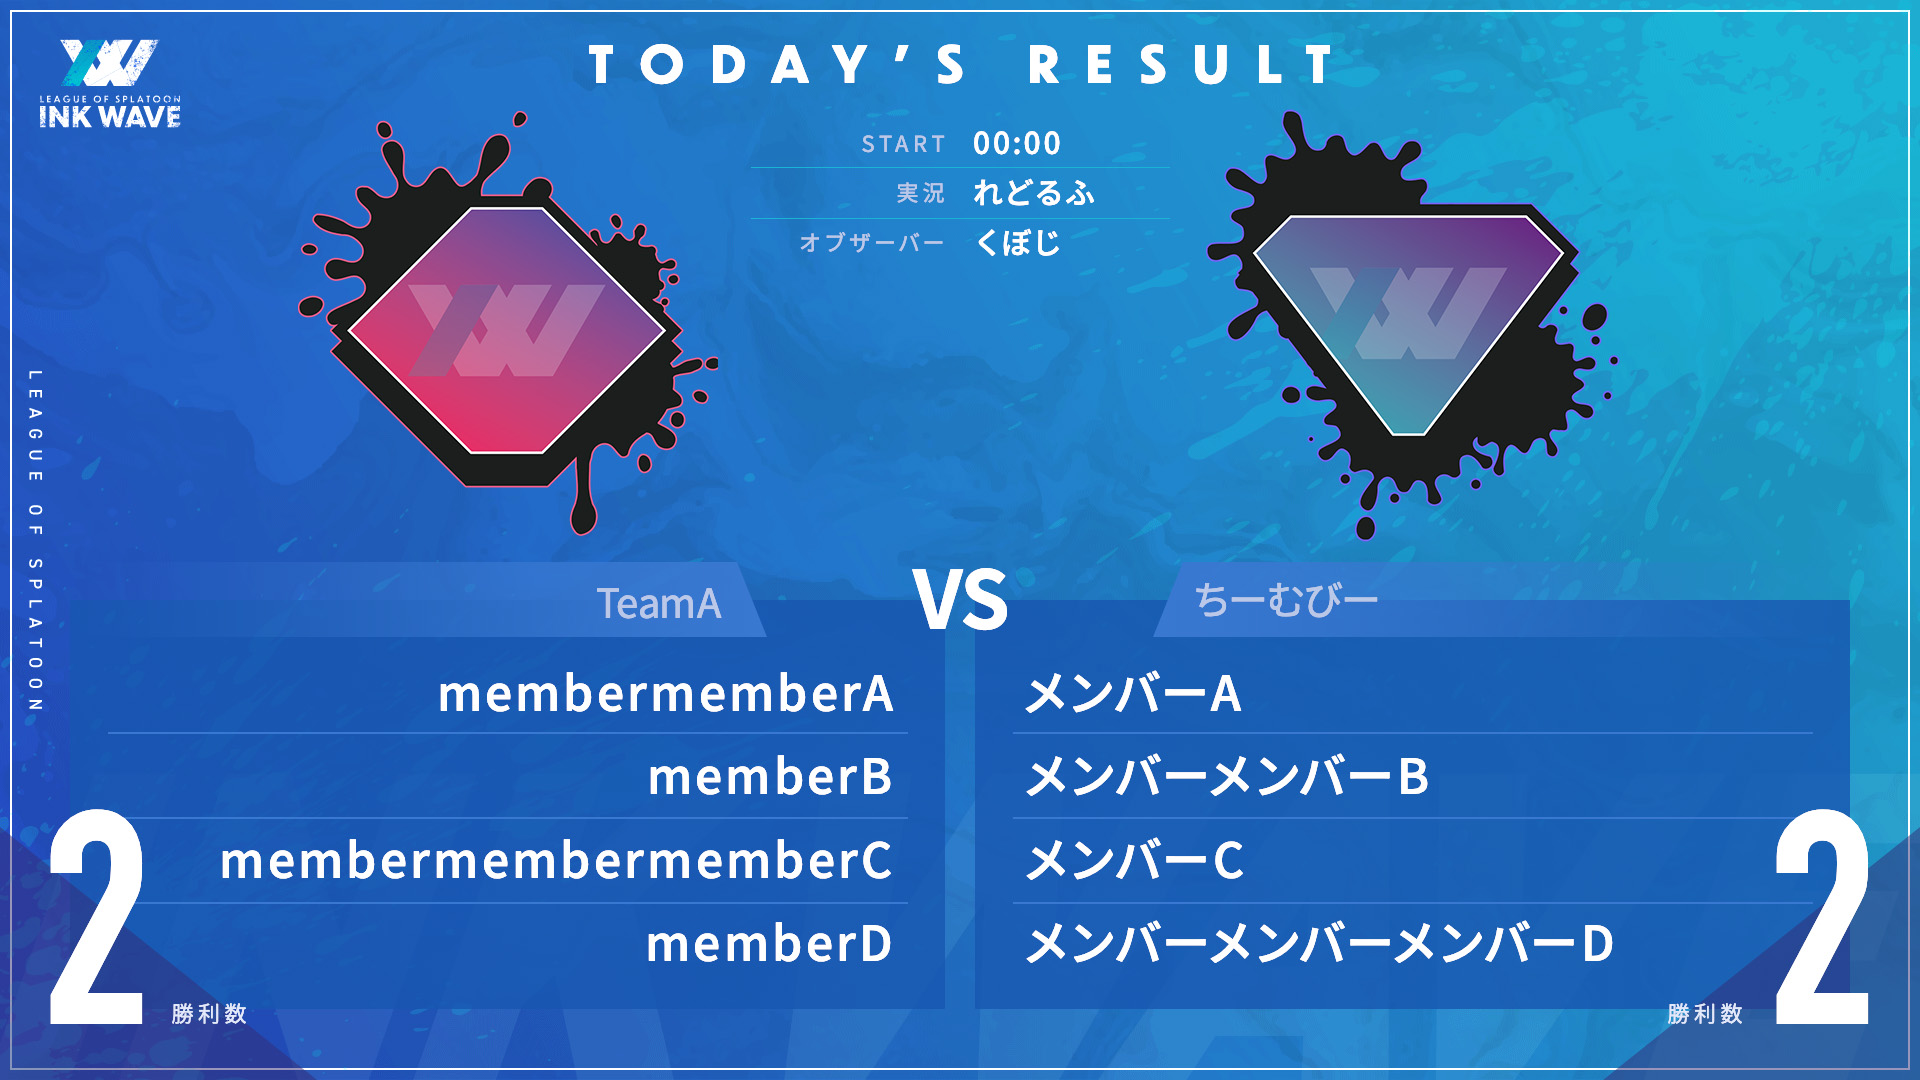 LEAGUE OF SPLATOON
INK WAVE
TODAY'S RESULT
START 00:00
実況 れどるふ
オブザーバー くぼじ
LEAGUE OF SPLATOON
TeamA
VS
ちーむびー
membermemberA
メンバーA
memberB
メンバーメンバーB
membermembermemberC
メンバーC
memberD
メンバーメンバーメンバーD
2 勝利数
勝利数 2